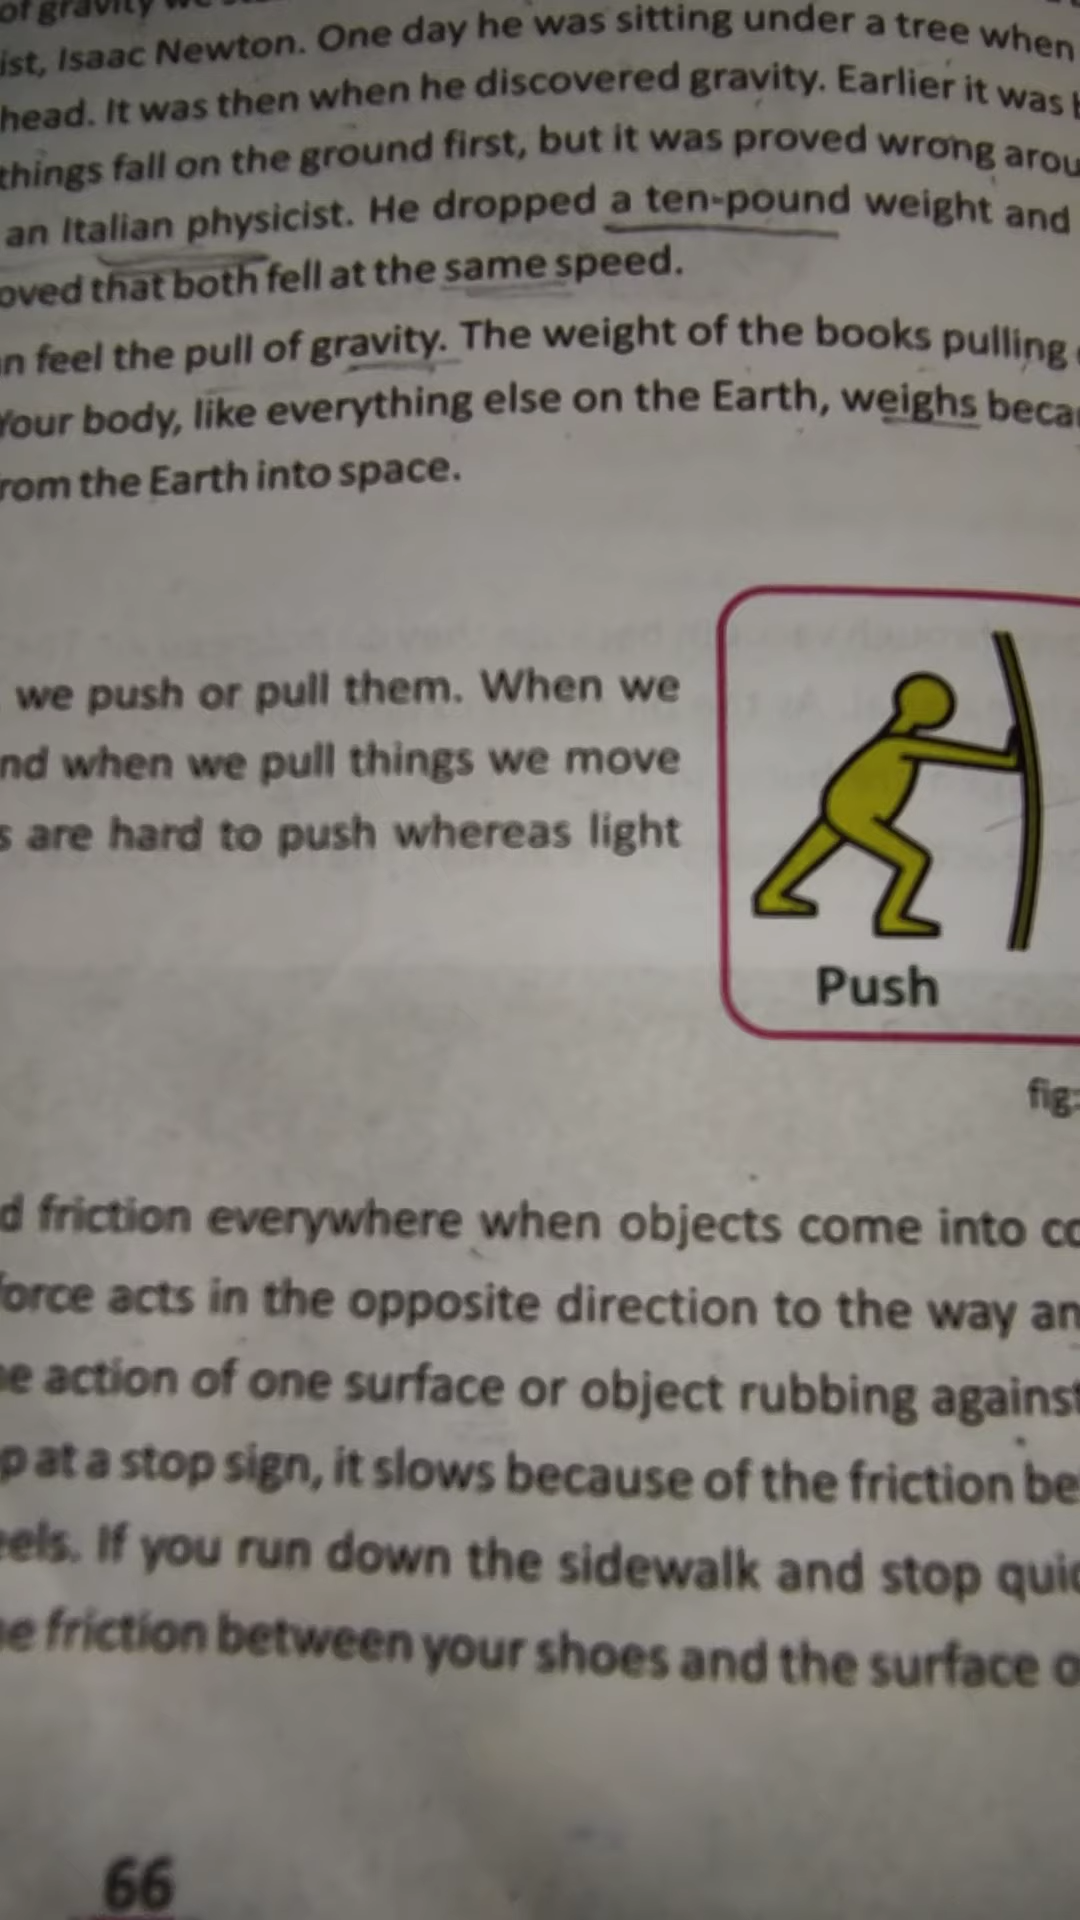 of gravity we
ist, Isaac Newton. One day he was sitting under a tree when
head. It was then when he discovered gravity. Earlier it was
things fall on the ground first, but it was proved wrong arou
an Italian physicist. He dropped a ten-pound weight and
oved that both fell at the same speed.
n feel the pull of gravity. The weight of the books pulling
Your body, like everything else on the Earth, weighs beca
rom the Earth into space.
we push or pull them. When we
nd when we pull things we move
s are hard to push whereas light
Push
fig:
d friction everywhere when objects come into co
force acts in the opposite direction to the way an
e action of one surface or object rubbing against
p at a stop sign, it slows because of the friction be
eels. If you run down the sidewalk and stop quic
e friction between your shoes and the surface o
66